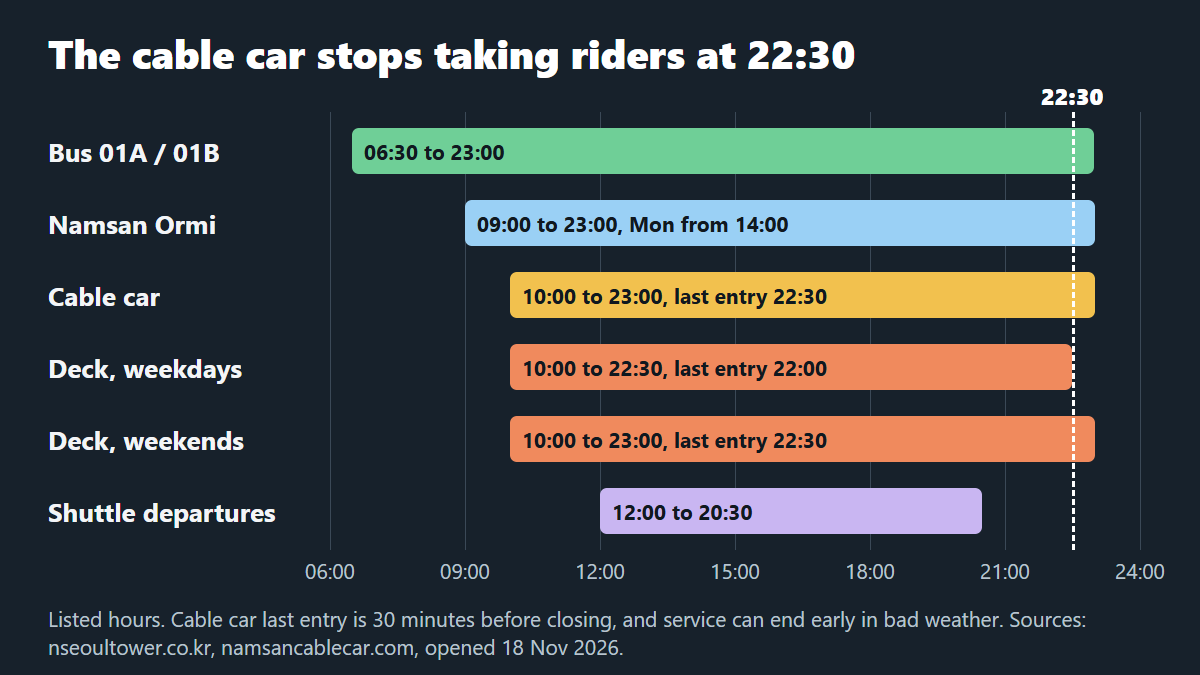 The cable car stops taking riders at 22:30
22:30
Bus 01A / 01B
06:30 to 23:00
Namsan Ormi
09:00 to 23:00, Mon from 14:00
Cable car
10:00 to 23:00, last entry 22:30
Deck, weekdays
10:00 to 22:30, last entry 22:00
Deck, weekends
10:00 to 23:00, last entry 22:30
Shuttle departures
12:00 to 20:30
06:00 09:00 12:00 15:00 18:00 21:00 24:00
Listed hours. Cable car last entry is 30 minutes before closing, and service can end early in bad weather. Sources:
nseoultower.co.kr, namsancablecar.com, opened 18 Nov 2026.